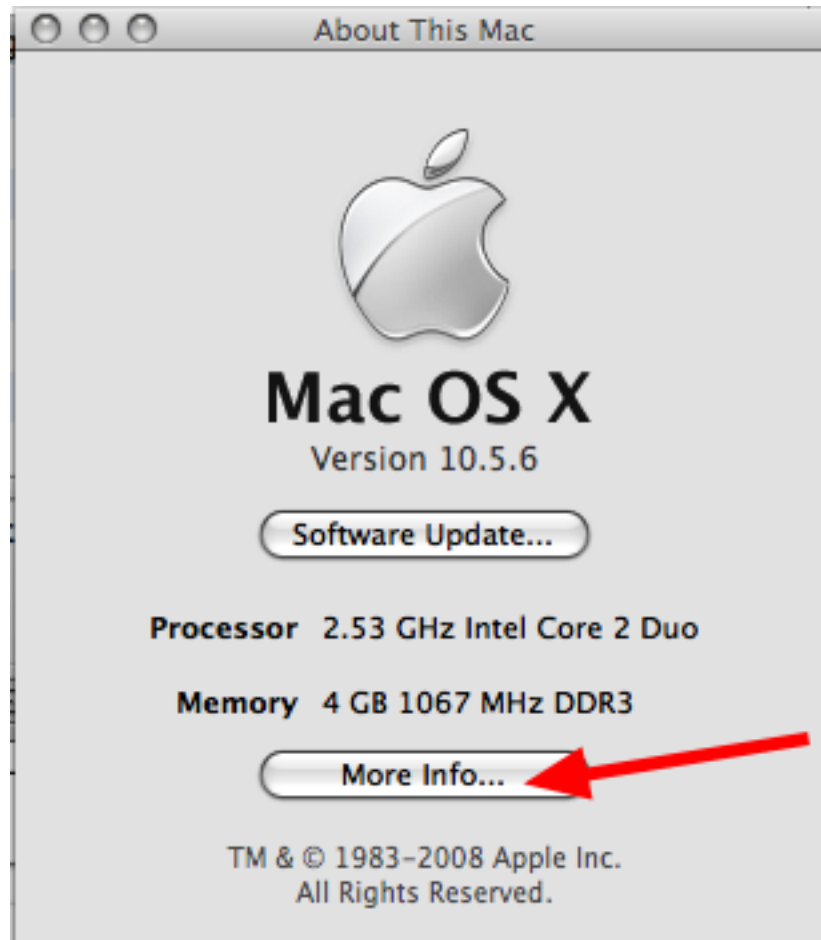 About This Mac
Mac OS X
Version 10.5.6
Software Update...
Processor 2.53 GHz Intel Core 2 Duo
Memory 4 GB 1067 MHz DDR3
More Info...
TM & © 1983–2008 Apple Inc.
All Rights Reserved.